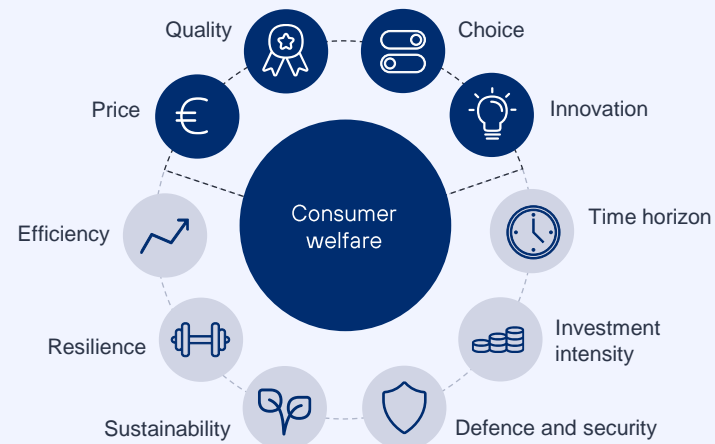 Quality
Choice
Price
€
Innovation
Consumer
welfare
Efficiency
Time horizon
Resilience
Investment
intensity
Sustainability
Defence and security